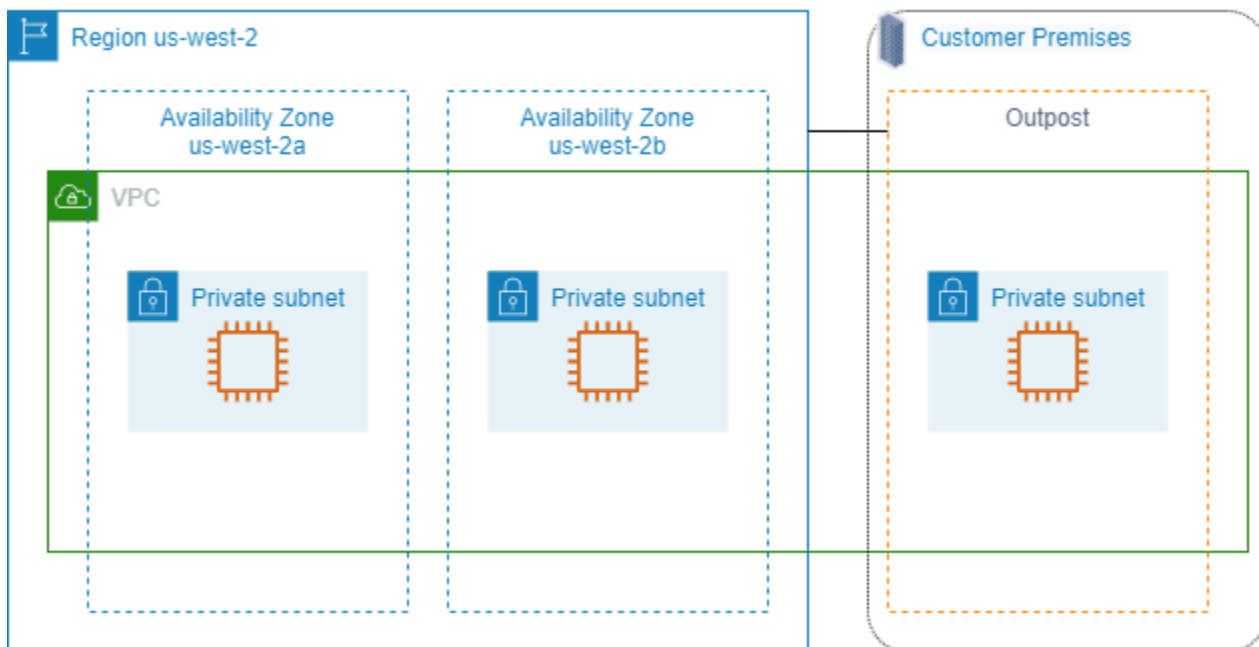 Region us-west-2
Customer Premises
Availability Zone
us-west-2a
Availability Zone
us-west-2b
Outpost
VPC
Private subnet
Private subnet
Private subnet